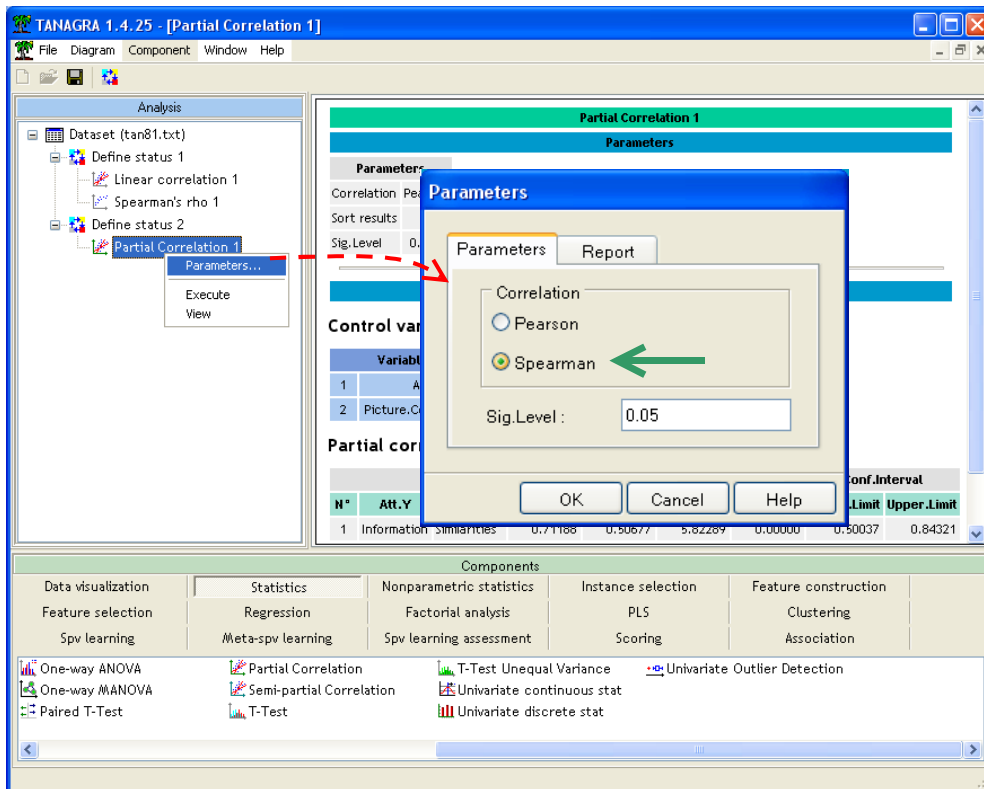 TANAGRA 1.4.25 - [Partial Correlation 1]
File Diagram Component Window Help
Analysis
Dataset (tan81.txt)
Define status 1
Linear correlation 1
Spearman's rho 1
Define status 2
Partial Correlation 1
Parameters...
Execute
View
Partial Correlation 1
Parameters
Parameters
Correlation
Sort results
Sig.Level 0.
Control
Variabl
1 A
2
Partial
Conf.Interval
N° Att.Y .Limit Upper.Limit
1 Information Similarities 0.71188 0.50677 5.82289 0.00000 0.50037 0.84321
Parameters
Parameters Report
Correlation
Pearson
Spearman
Sig.Level : 0.05
OK Cancel Help
Components
Data visualization Statistics Nonparametric statistics Instance selection Feature construction
Feature selection Regression Factorial analysis PLS Clustering
Spv learning Meta-spv learning Spv learning assessment Scoring Association
One-way ANOVA Partial Correlation T-Test Unequal Variance Univariate Outlier Detection
One-way MANOVA Semi-partial Correlation Univariate continuous stat
Paired T-Test T-Test Univariate discrete stat